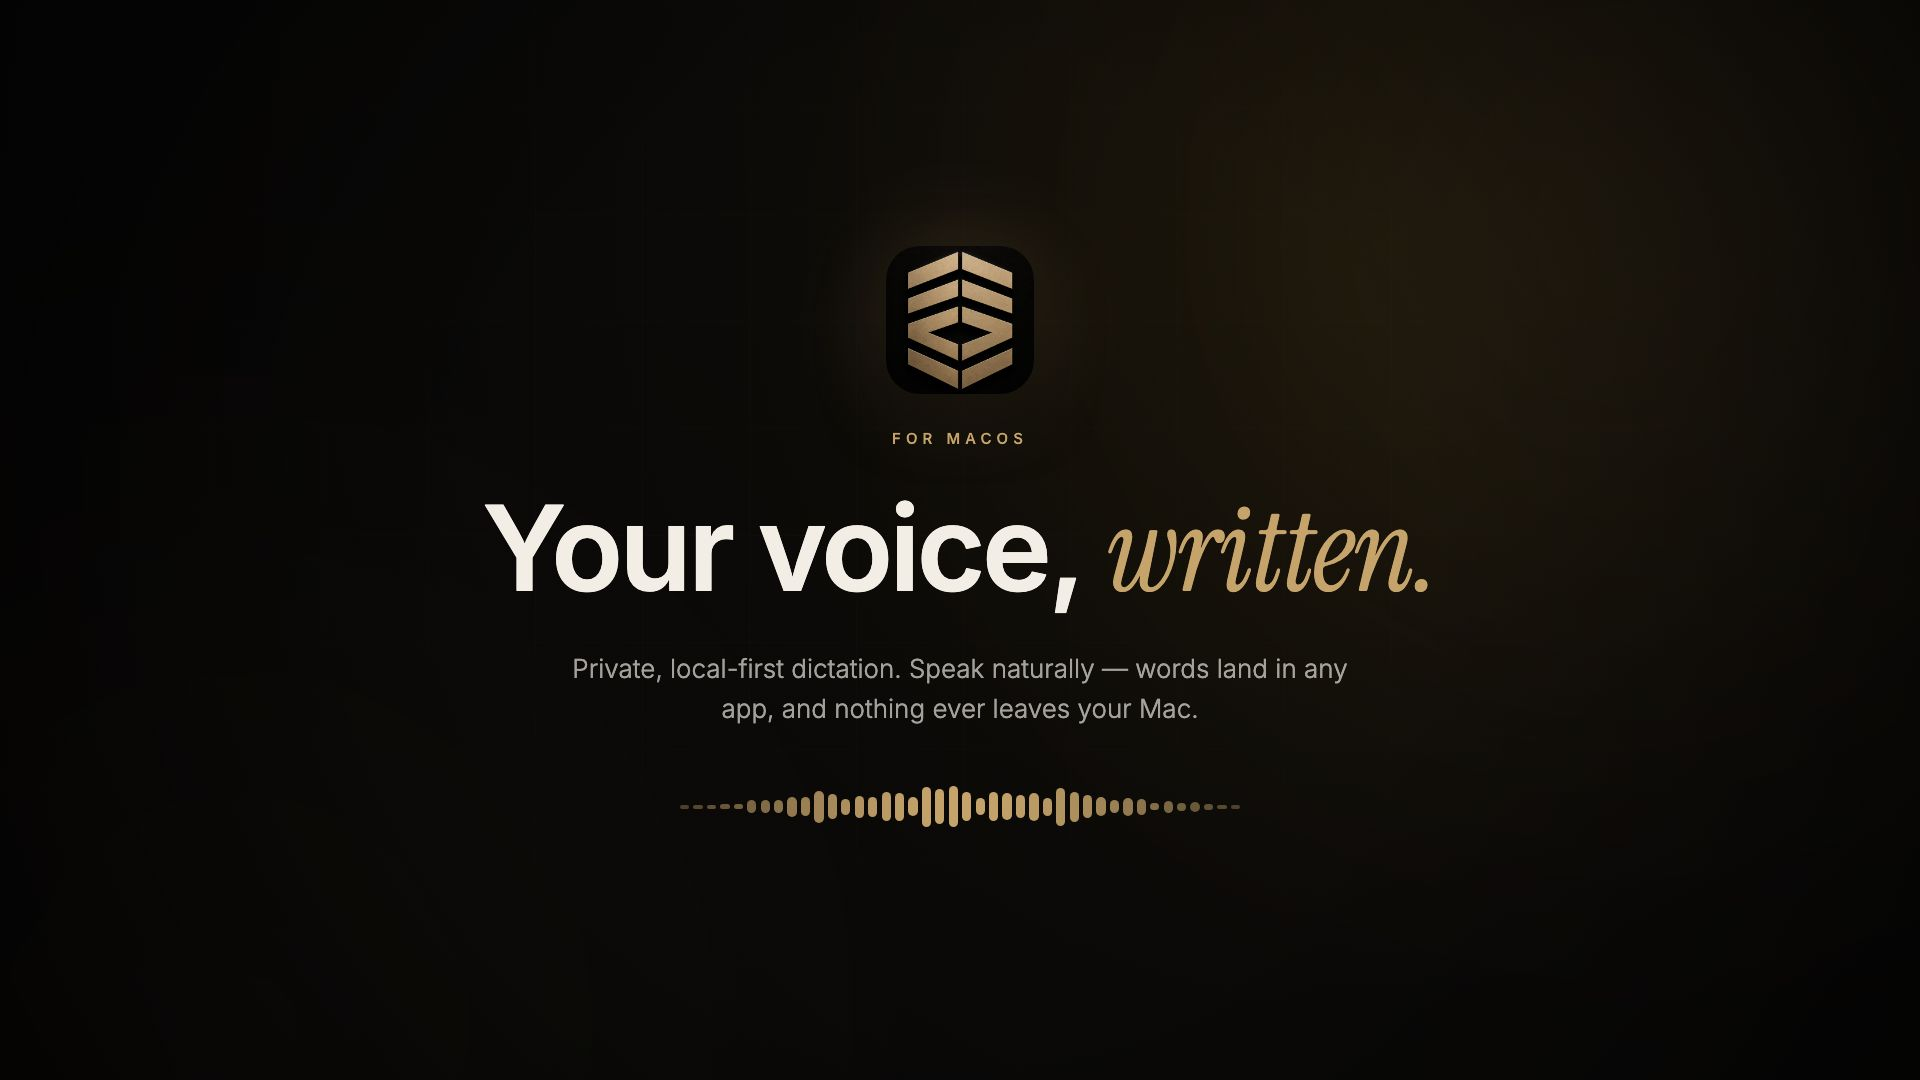 FOR MACOS
Your voice, written.
Private, local-first dictation. Speak naturally — words land in any
app, and nothing ever leaves your Mac.